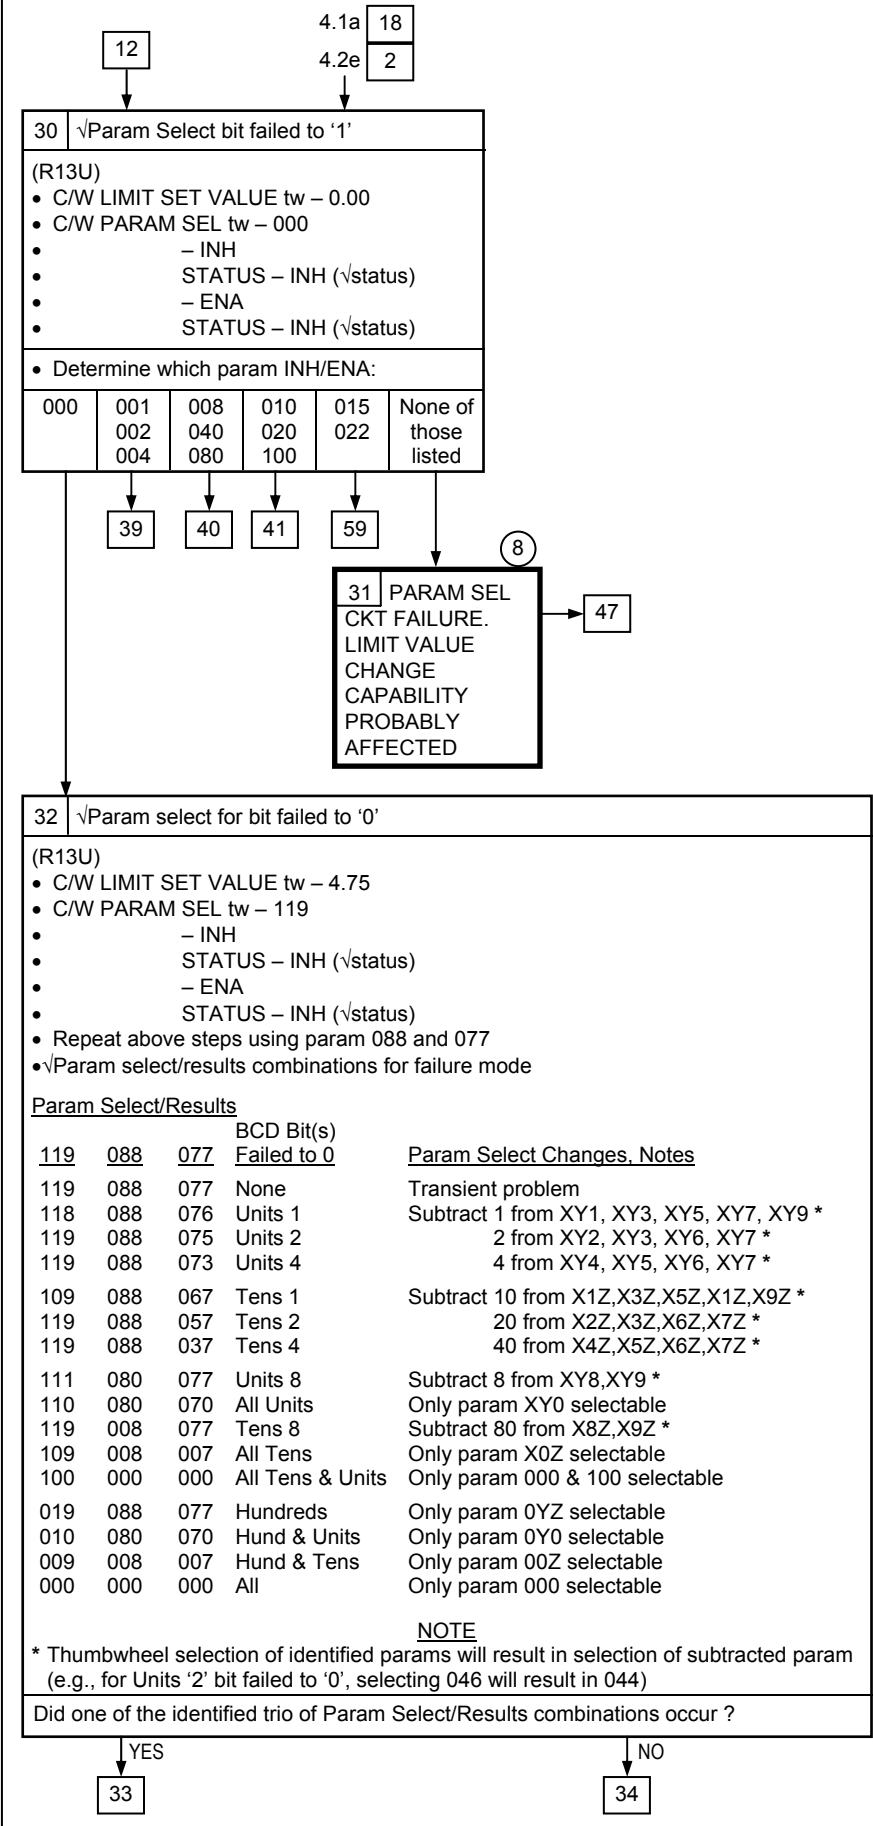 4.1a 18
12
4.2e 2
30 √Param Select bit failed to ‘1’
(R13U)
• C/W LIMIT SET VALUE tw – 0.00
• C/W PARAM SEL tw – 000
• – INH
• STATUS – INH (√status)
• – ENA
• STATUS – INH (√status)
• Determine which param INH/ENA:
000 001 008 010 015 None of
002 040 020 022 those
004 080 100 listed
39 40 41 59
8
31 PARAM SEL
CKT FAILURE.
LIMIT VALUE
CHANGE
CAPABILITY
PROBABLY
AFFECTED
47
32 √Param select for bit failed to ‘0’
(R13U)
• C/W LIMIT SET VALUE tw – 4.75
• C/W PARAM SEL tw – 119
• – INH
• STATUS – INH (√status)
• – ENA
• STATUS – INH (√status)
• Repeat above steps using param 088 and 077
•√Param select/results combinations for failure mode
Param Select/Results
BCD Bit(s)
119 088 077 Failed to 0 Param Select Changes, Notes
119 088 077 None Transient problem
118 088 076 Units 1 Subtract 1 from XY1, XY3, XY5, XY7, XY9 *
119 088 075 Units 2 2 from XY2, XY3, XY6, XY7 *
119 088 073 Units 4 4 from XY4, XY5, XY6, XY7 *
109 088 067 Tens 1 Subtract 10 from X1Z,X3Z,X5Z,X1Z,X9Z *
119 088 057 Tens 2 20 from X2Z,X3Z,X6Z,X7Z *
119 088 037 Tens 4 40 from X4Z,X5Z,X6Z,X7Z *
111 080 077 Units 8 Subtract 8 from XY8,XY9 *
110 080 070 All Units Only param XY0 selectable
119 008 077 Tens 8 Subtract 80 from X8Z,X9Z *
109 008 007 All Tens Only param X0Z selectable
100 000 000 All Tens & Units Only param 000 & 100 selectable
019 088 077 Hundreds Only param 0YZ selectable
010 080 070 Hund & Units Only param 0Y0 selectable
009 008 007 Hund & Tens Only param 00Z selectable
000 000 000 All Only param 000 selectable
NOTE
* Thumbwheel selection of identified params will result in selection of subtracted param
(e.g., for Units ‘2’ bit failed to ‘0’, selecting 046 will result in 044)
Did one of the identified trio of Param Select/Results combinations occur ?
YES NO
33 34